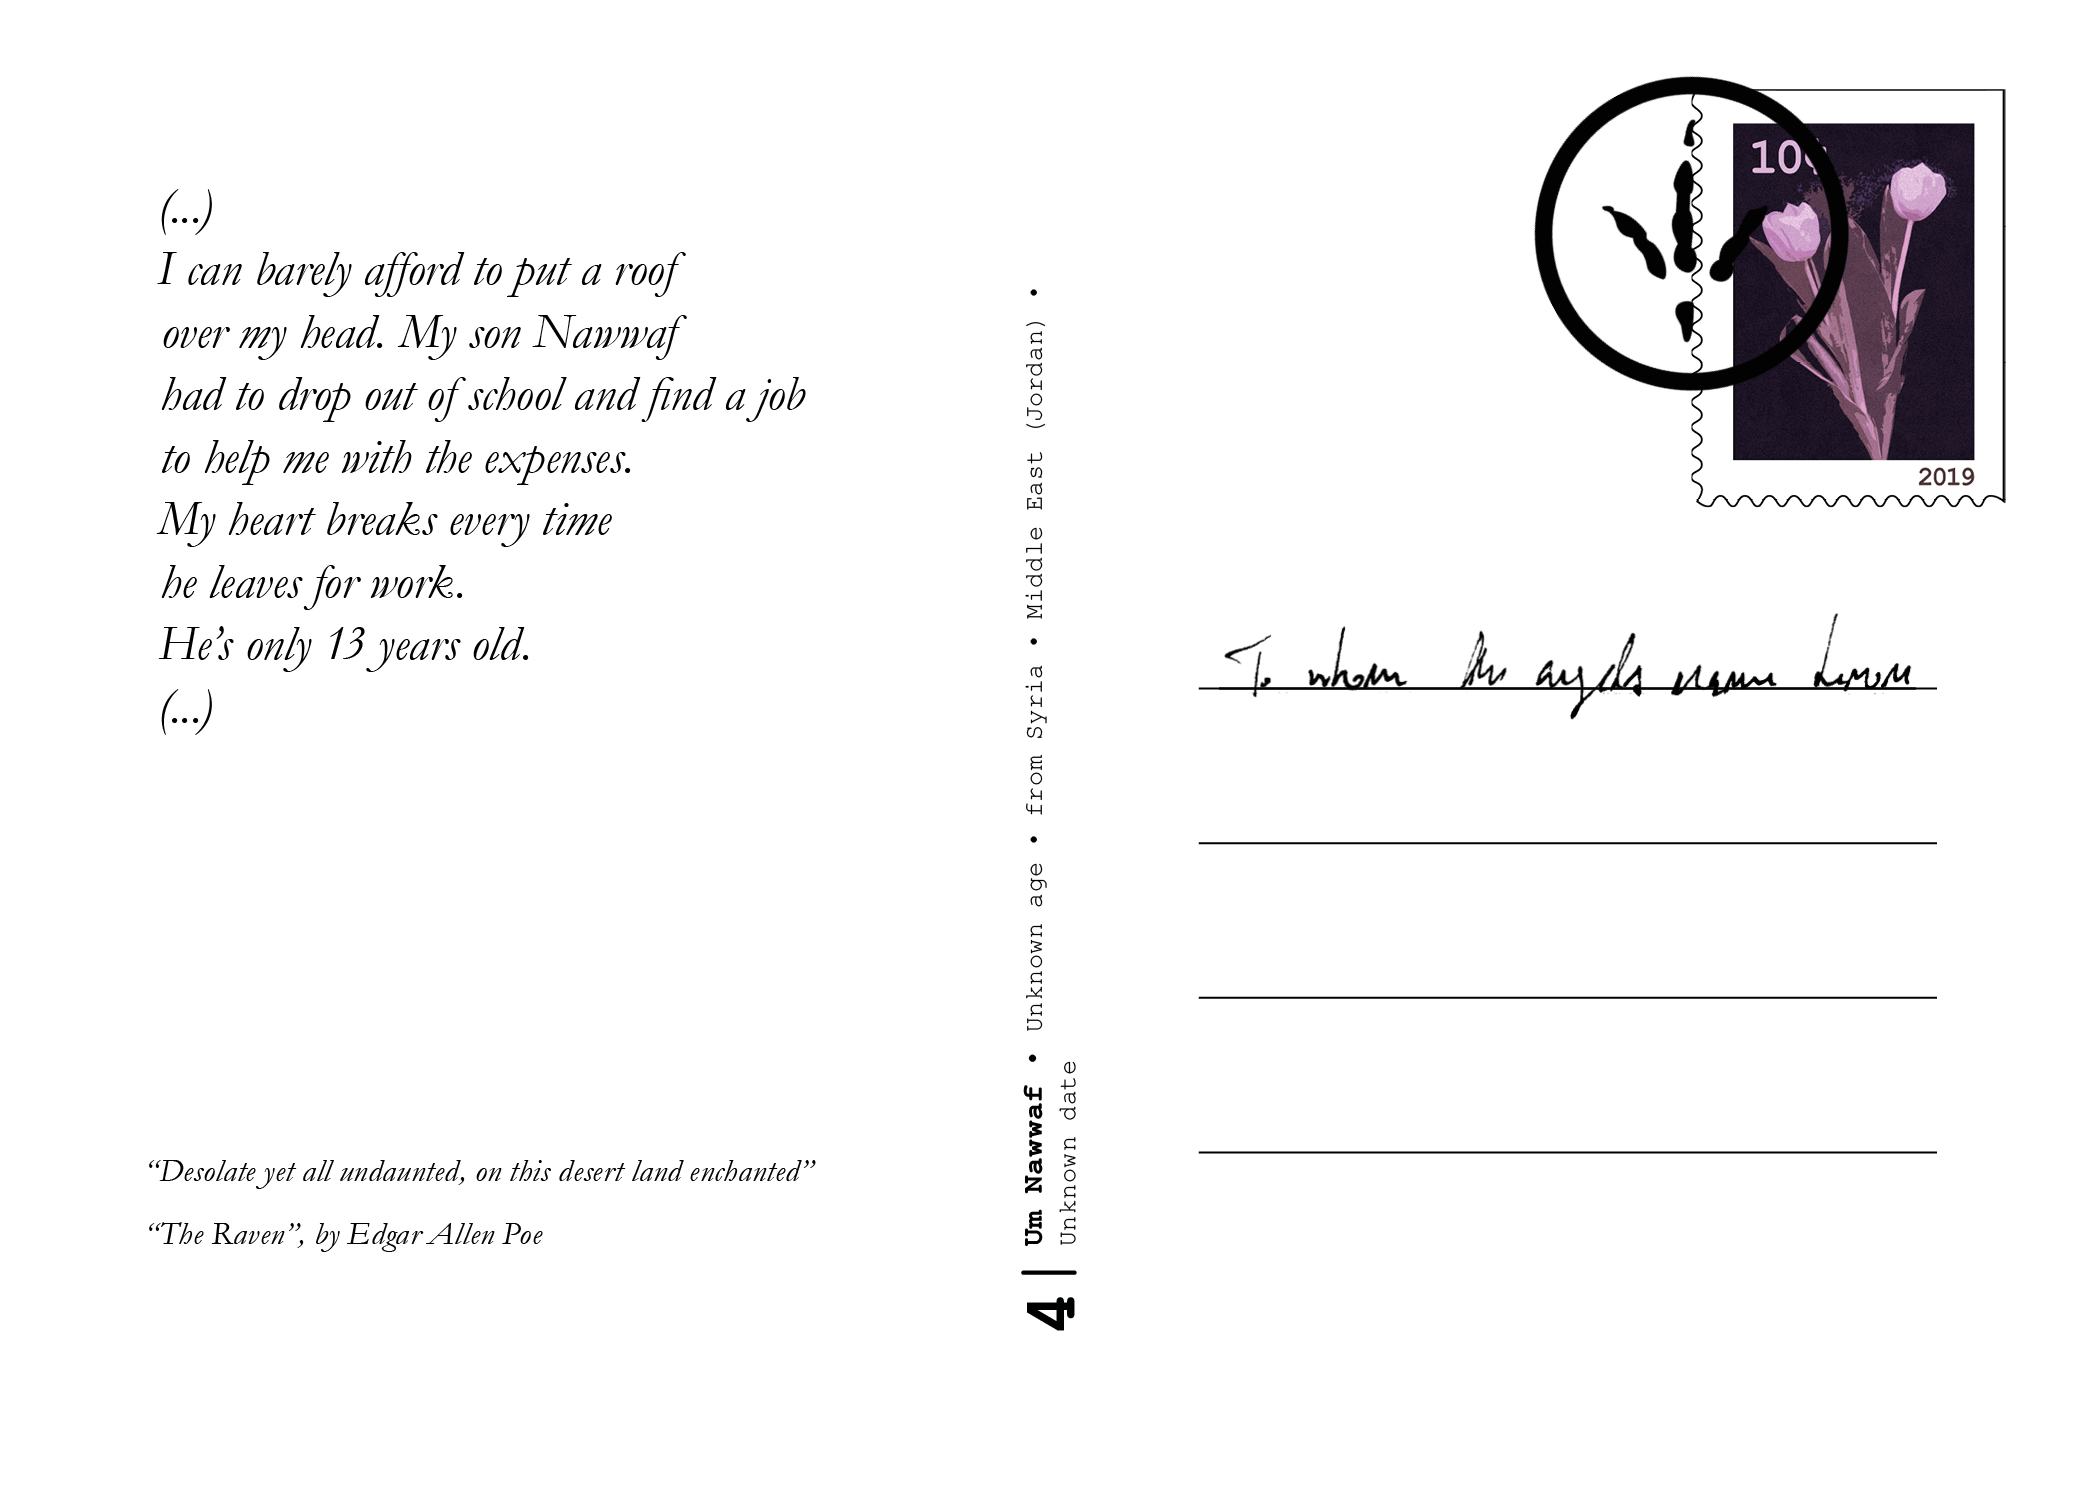 (...)
I can barely afford to put a roof
over my head. My son Nawwaf
had to drop out of school and find a job
to help me with the expenses.
My heart breaks every time
he leaves for work.
He’s only 13 years old.
(...)
“Desolate yet all undaunted, on this desert land enchanted”
“The Raven”, by Edgar Allen Poe
4 | Um Nawwaf • Unknown age • from Syria • Middle East (Jordan) •
Unknown date
10¢
2019
To whom the angels name Lenore